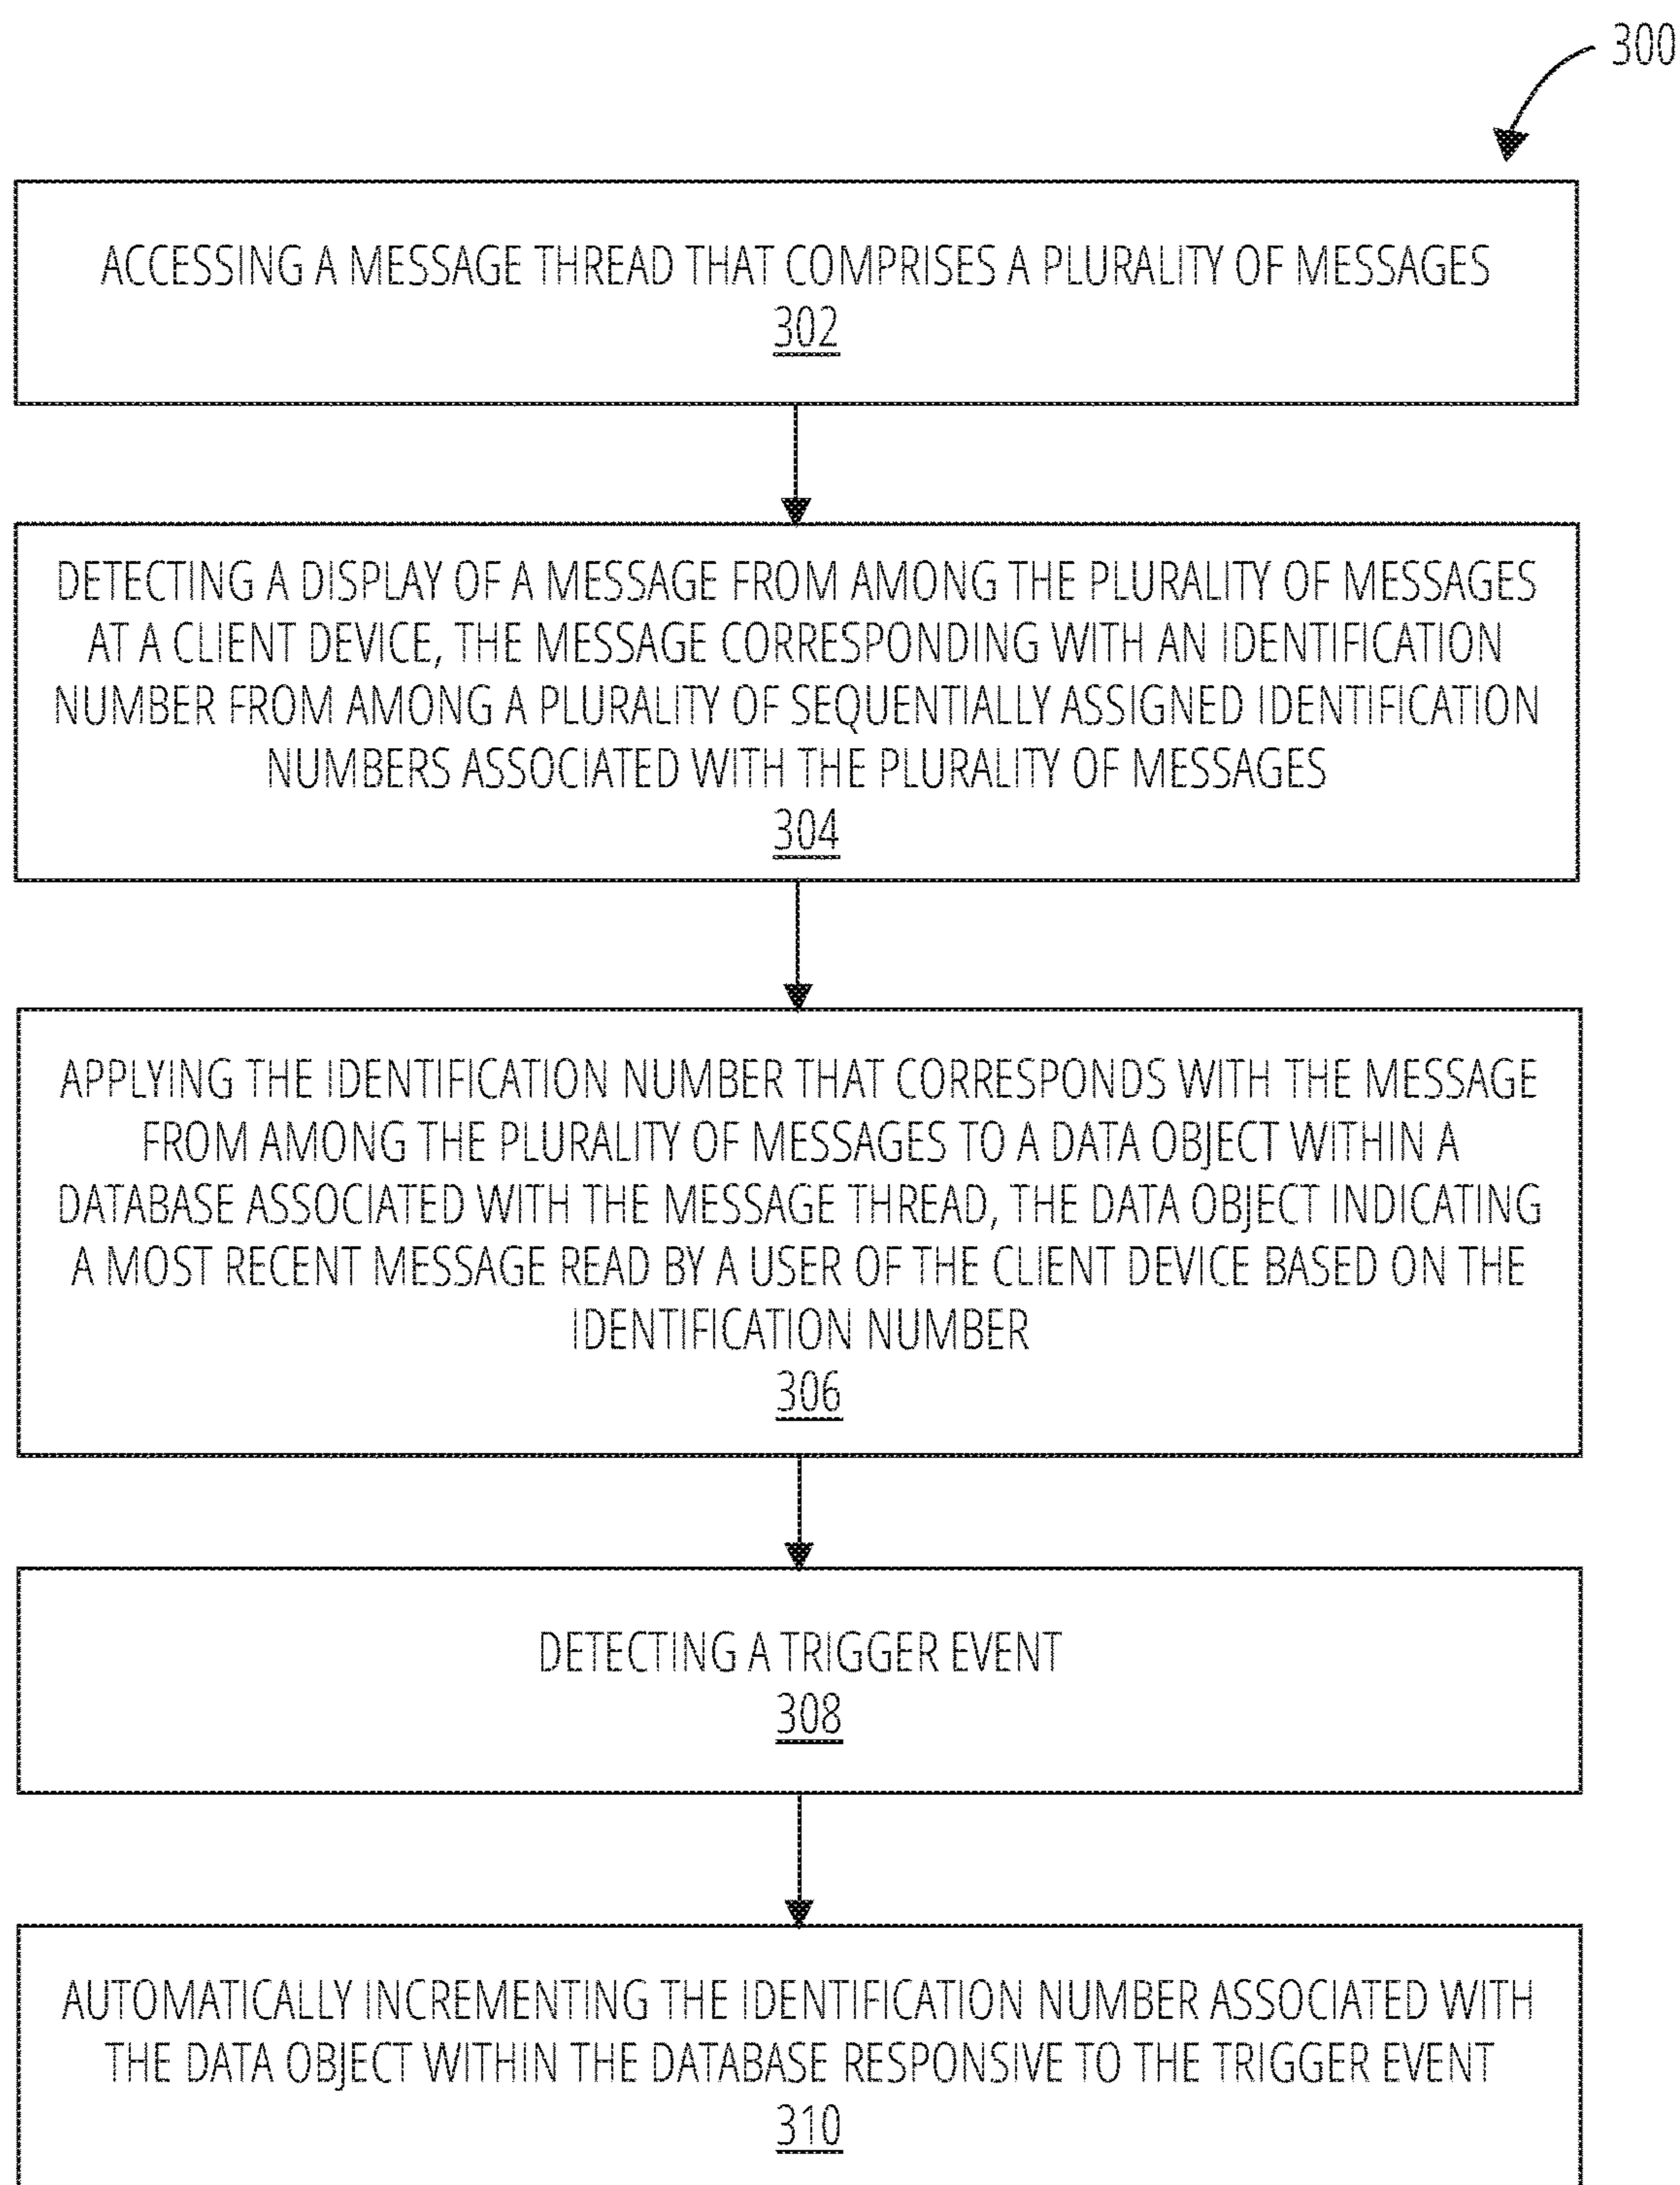 300
ACCESSING A MESSAGE THREAD THAT COMPRISES A PLURALITY OF MESSAGES
302
DETECTING A DISPLAY OF A MESSAGE FROM AMONG THE PLURALITY OF MESSAGES
AT A CLIENT DEVICE, THE MESSAGE CORRESPONDING WITH AN IDENTIFICATION
NUMBER FROM AMONG A PLURALITY OF SEQUENTIALLY ASSIGNED IDENTIFICATION
NUMBERS ASSOCIATED WITH THE PLURALITY OF MESSAGES
304
APPLYING THE IDENTIFICATION NUMBER THAT CORRESPONDS WITH THE MESSAGE
FROM AMONG THE PLURALITY OF MESSAGES TO A DATA OBJECT WITHIN A
DATABASE ASSOCIATED WITH THE MESSAGE THREAD, THE DATA OBJECT INDICATING
A MOST RECENT MESSAGE READ BY A USER OF THE CLIENT DEVICE BASED ON THE
IDENTIFICATION NUMBER
306
DETECTING A TRIGGER EVENT
308
AUTOMATICALLY INCREMENTING THE IDENTIFICATION NUMBER ASSOCIATED WITH
THE DATA OBJECT WITHIN THE DATABASE RESPONSIVE TO THE TRIGGER EVENT
310